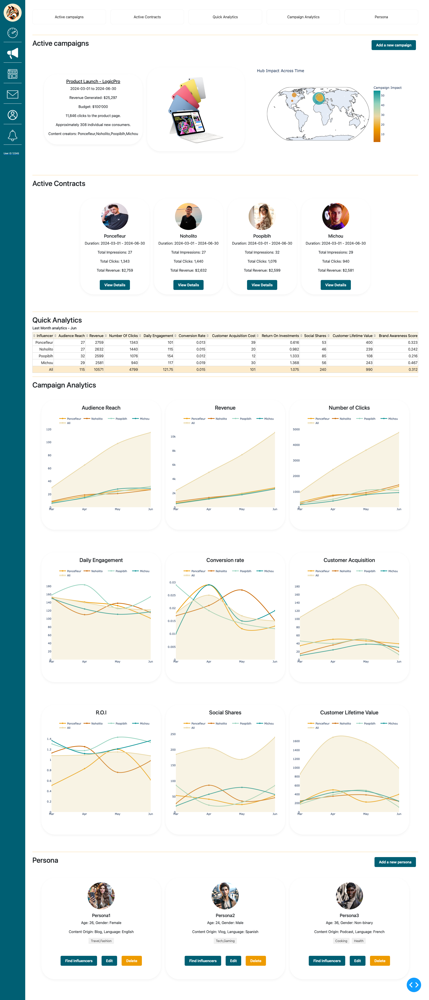 Active campaigns
Active Contracts
Quick Analytics
Campaign Analytics
Persona
User ID 12345
Active campaigns
Add a new campaign
Product Launch - LogicPro
2024-03-01 to 2024-06-30
Revenue Generated: $25,297
Budget: $100'000
11,846 clicks to the product page.
Approximately 308 individual new consumers.
Content creators: Poncefleur,Noholito,Poopiblh,Michou
Hub Impact Across Time
Campaign Impact
50
40
30
20
10
Active Contracts
Poncefleur
Duration: 2024-03-01 - 2024-06-30
Total Impressions: 27
Total Clicks: 1,343
Total Revenue: $2,759
View Details
Noholito
Duration: 2024-03-01 - 2024-06-30
Total Impressions: 27
Total Clicks: 1,440
Total Revenue: $2,632
View Details
Poopiblh
Duration: 2024-03-01 - 2024-06-30
Total Impressions: 32
Total Clicks: 1,076
Total Revenue: $2,599
View Details
Michou
Duration: 2024-03-01 - 2024-06-30
Total Impressions: 29
Total Clicks: 940
Total Revenue: $2,581
View Details
Quick Analytics
Last Month analytics - Jun
Influencer Audience Reach Revenue Number Of Clicks Daily Engagement Conversion Rate Customer Acquisition Cost Return On Investments Social Shares Customer Lifetime Value Brand Awareness Score
Poncefleur 27 2759 1343 101 0.013 39 0.616 53 400 0.323
Noholito 27 2632 1440 115 0.015 20 0.982 46 239 0.242
Poopiblh 32 2599 1076 154 0.012 12 1.333 85 108 0.216
Michou 29 2581 940 117 0.019 30 1.368 56 243 0.467
All 115 10571 4799 121.75 0.015 101 1.075 240 990 0.312
Campaign Analytics
Audience Reach
Poncefleur Noholito Poopiblh Michou
All
120
100
80
60
40
20
0
Mar Apr May Jun
Revenue
Poncefleur Noholito Poopiblh Michou
All
10k
8k
6k
4k
2k
0
Mar Apr May Jun
Number of Clicks
Poncefleur Noholito Poopiblh Michou
All
5000
4000
3000
2000
1000
0
Mar Apr May Jun
Daily Engagement
Poncefleur Noholito Poopiblh Michou
All
180
160
140
120
100
80
60
40
20
0
Mar Apr May Jun
Conversion rate
Poncefleur Noholito Poopiblh Michou
All
0.03
0.025
0.02
0.015
0.01
0.005
0
Mar Apr May Jun
Customer Acquisition
Poncefleur Noholito Poopiblh Michou
All
180
160
140
120
100
80
60
40
20
0
Mar Apr May Jun
R.O.I
Poncefleur Noholito Poopiblh Michou
All
1.4
1.2
1
0.8
0.6
0.4
0.2
0
Mar Apr May Jun
Social Shares
Poncefleur Noholito Poopiblh Michou
All
250
200
150
100
50
0
Mar Apr May Jun
Customer Lifetime Value
Poncefleur Noholito Poopiblh Michou
All
1600
1400
1200
1000
800
600
400
200
0
Mar Apr May Jun
Persona
Add a new persona
Persona1
Age: 26, Gender: Female
Content Origin: Blog, Language: English
Travel,Fashion
Find Influencers Edit Delete
Persona2
Age: 24, Gender: Male
Content Origin: Vlog, Language: Spanish
Tech,Gaming
Find Influencers Edit Delete
Persona3
Age: 36, Gender: Non-binary
Content Origin: Podcast, Language: French
Cooking Health
Find Influencers Edit Delete